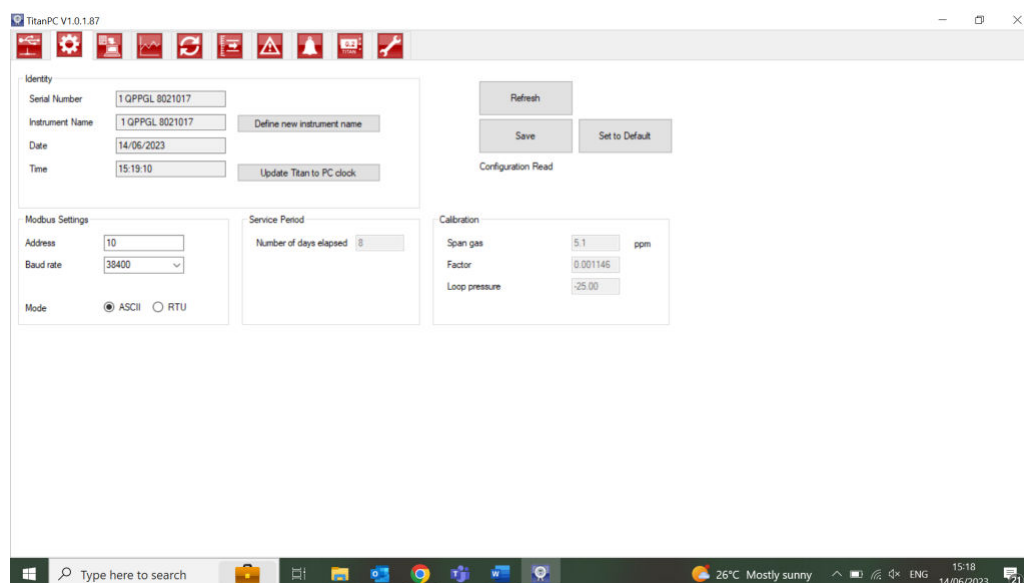 TitanPC V1.0.1.87
Identity
Serial Number 1 QPPGL 8021017
Instrument Name 1 QPPGL 8021017 Define new instrument name
Date 14/06/2023
Time 15:19:10 Update Titan to PC clock
Refresh
Save Set to Default
Configuration Read
Modbus Settings
Address 10
Baud rate 38400
Mode ASCII RTU
Service Period
Number of days elapsed 8
Calibration
Span gas 5.1 ppm
Factor 0.001146
Loop pressure -25.00
Type here to search
26°C Mostly sunny
ENG
15:18
14/06/2023